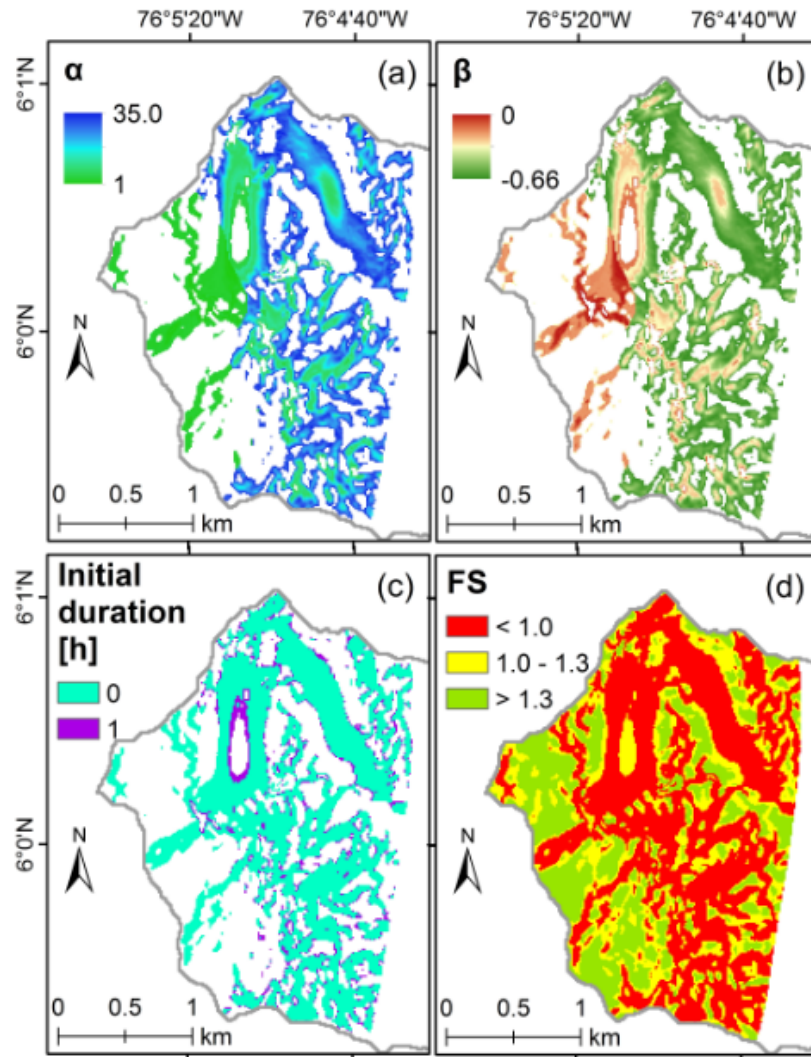 76°5'20"W 76°4'40"W 76°5'20"W 76°4'40"W
6°1'N
α
35.0
1
(a)
N
6°0'N
0 0.5 1
km
β
0
-0.66
(b)
N
0 0.5 1
km
6°1'N
Initial
duration
[h]
0
1
(c)
N
6°0'N
0 0.5 1
km
FS
< 1.0
1.0 - 1.3
> 1.3
(d)
N
0 0.5 1
km